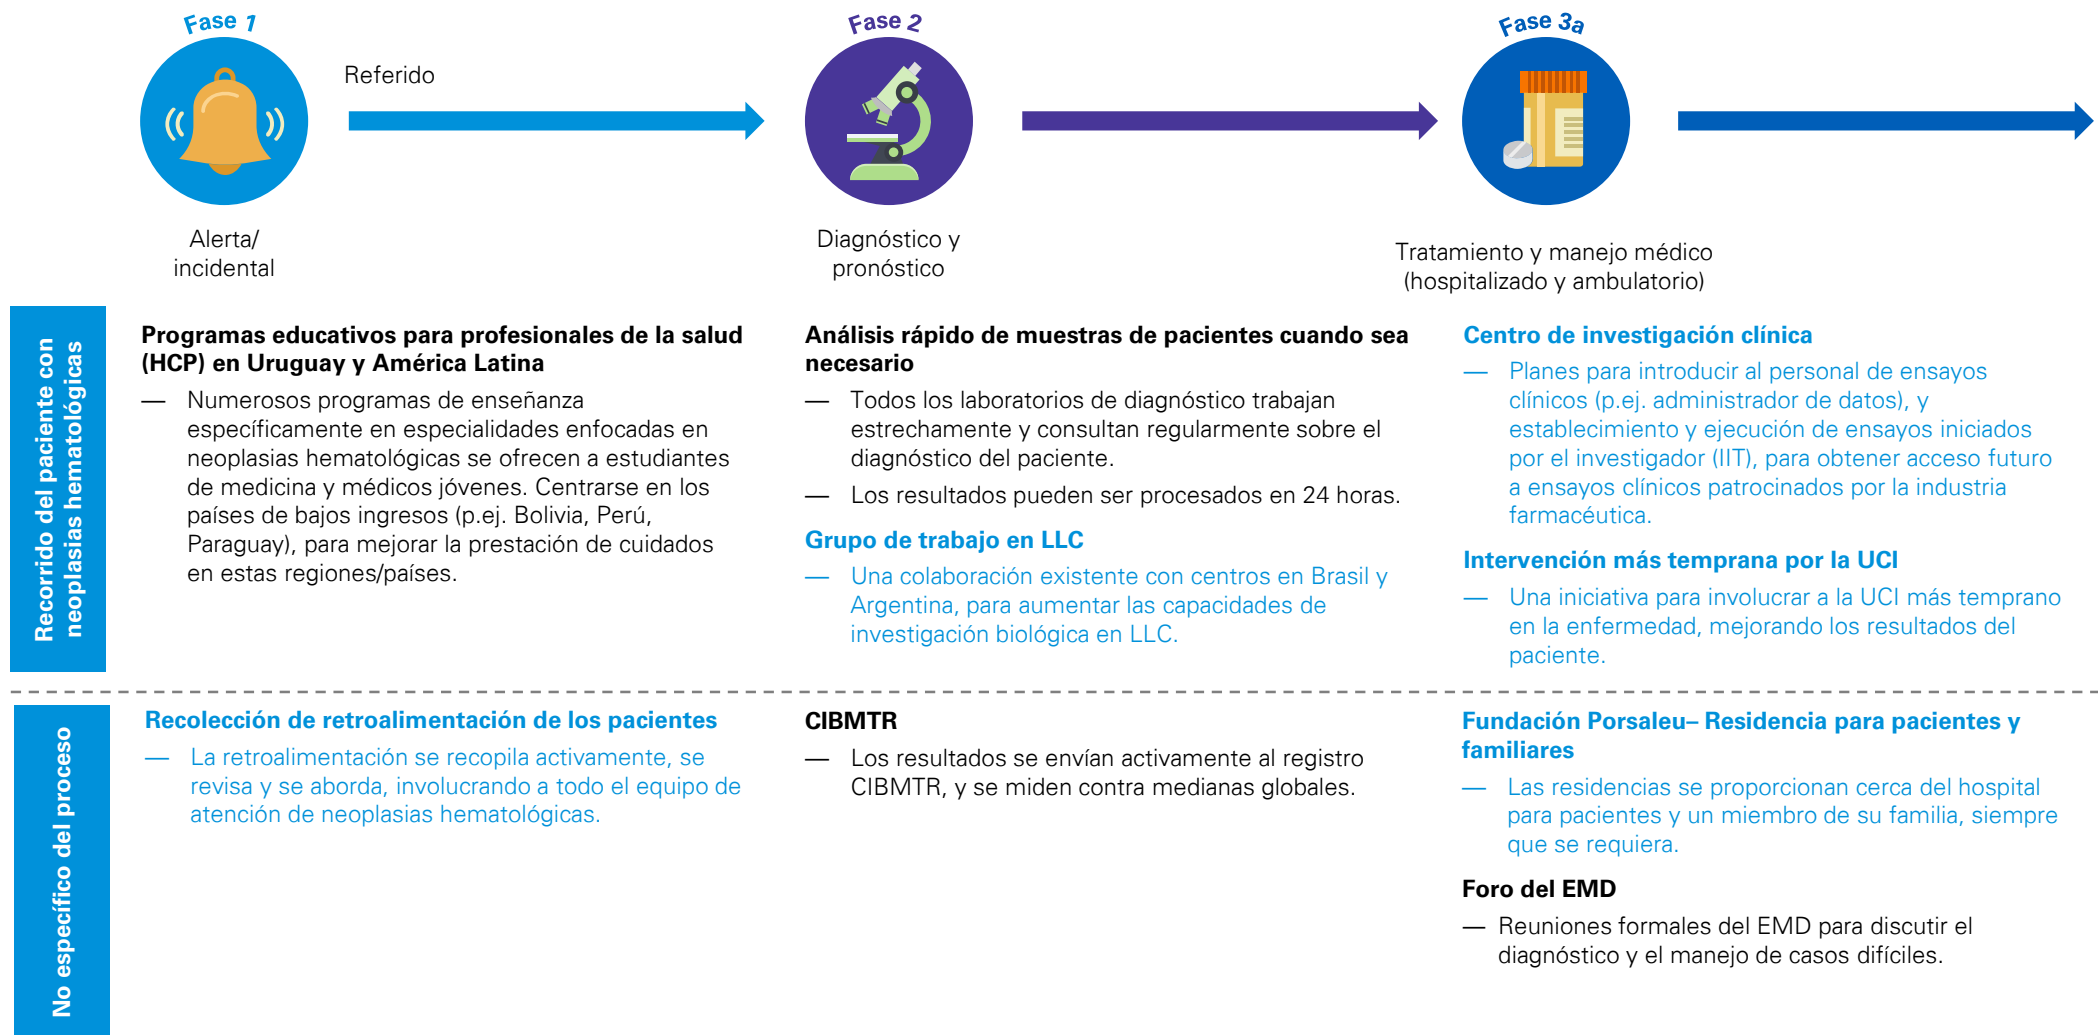 Fase 1
Referido
Alerta/
incidental
Fase 2
Diagnóstico y
pronóstico
Fase 3a
Tratamiento y manejo médico
(hospitalizado y ambulatorio)
Recorrido del paciente con
neoplasias hematológicas
Programas educativos para profesionales de la salud
(HCP) en Uruguay y América Latina
— Numerosos programas de enseñanza
específicamente en especialidades enfocadas en
neoplasias hematológicas se ofrecen a estudiantes
de medicina y médicos jóvenes. Centrarse en los
países de bajos ingresos (p.ej. Bolivia, Perú,
Paraguay), para mejorar la prestación de cuidados
en estas regiones/países.
Análisis rápido de muestras de pacientes cuando sea
necesario
— Todos los laboratorios de diagnóstico trabajan
estrechamente y consultan regularmente sobre el
diagnóstico del paciente.
— Los resultados pueden ser procesados en 24 horas.
Grupo de trabajo en LLC
— Una colaboración existente con centros en Brasil y
Argentina, para aumentar las capacidades de
investigación biológica en LLC.
Centro de investigación clínica
— Planes para introducir al personal de ensayos
clínicos (p.ej. administrador de datos), y
establecimiento y ejecución de ensayos iniciados
por el investigador (IIT), para obtener acceso futuro
a ensayos clínicos patrocinados por la industria
farmacéutica.
Intervención más temprana por la UCI
— Una iniciativa para involucrar a la UCI más temprano
en la enfermedad, mejorando los resultados del
paciente.
No específico del proceso
Recolección de retroalimentación de los pacientes
— La retroalimentación se recopila activamente, se
revisa y se aborda, involucrando a todo el equipo de
atención de neoplasias hematológicas.
CIBMTR
— Los resultados se envían activamente al registro
CIBMTR, y se miden contra medianas globales.
Fundación Porsaleu– Residencia para pacientes y
familiares
— Las residencias se proporcionan cerca del hospital
para pacientes y un miembro de su familia, siempre
que se requiera.
Foro del EMD
— Reuniones formales del EMD para discutir el
diagnóstico y el manejo de casos difíciles.